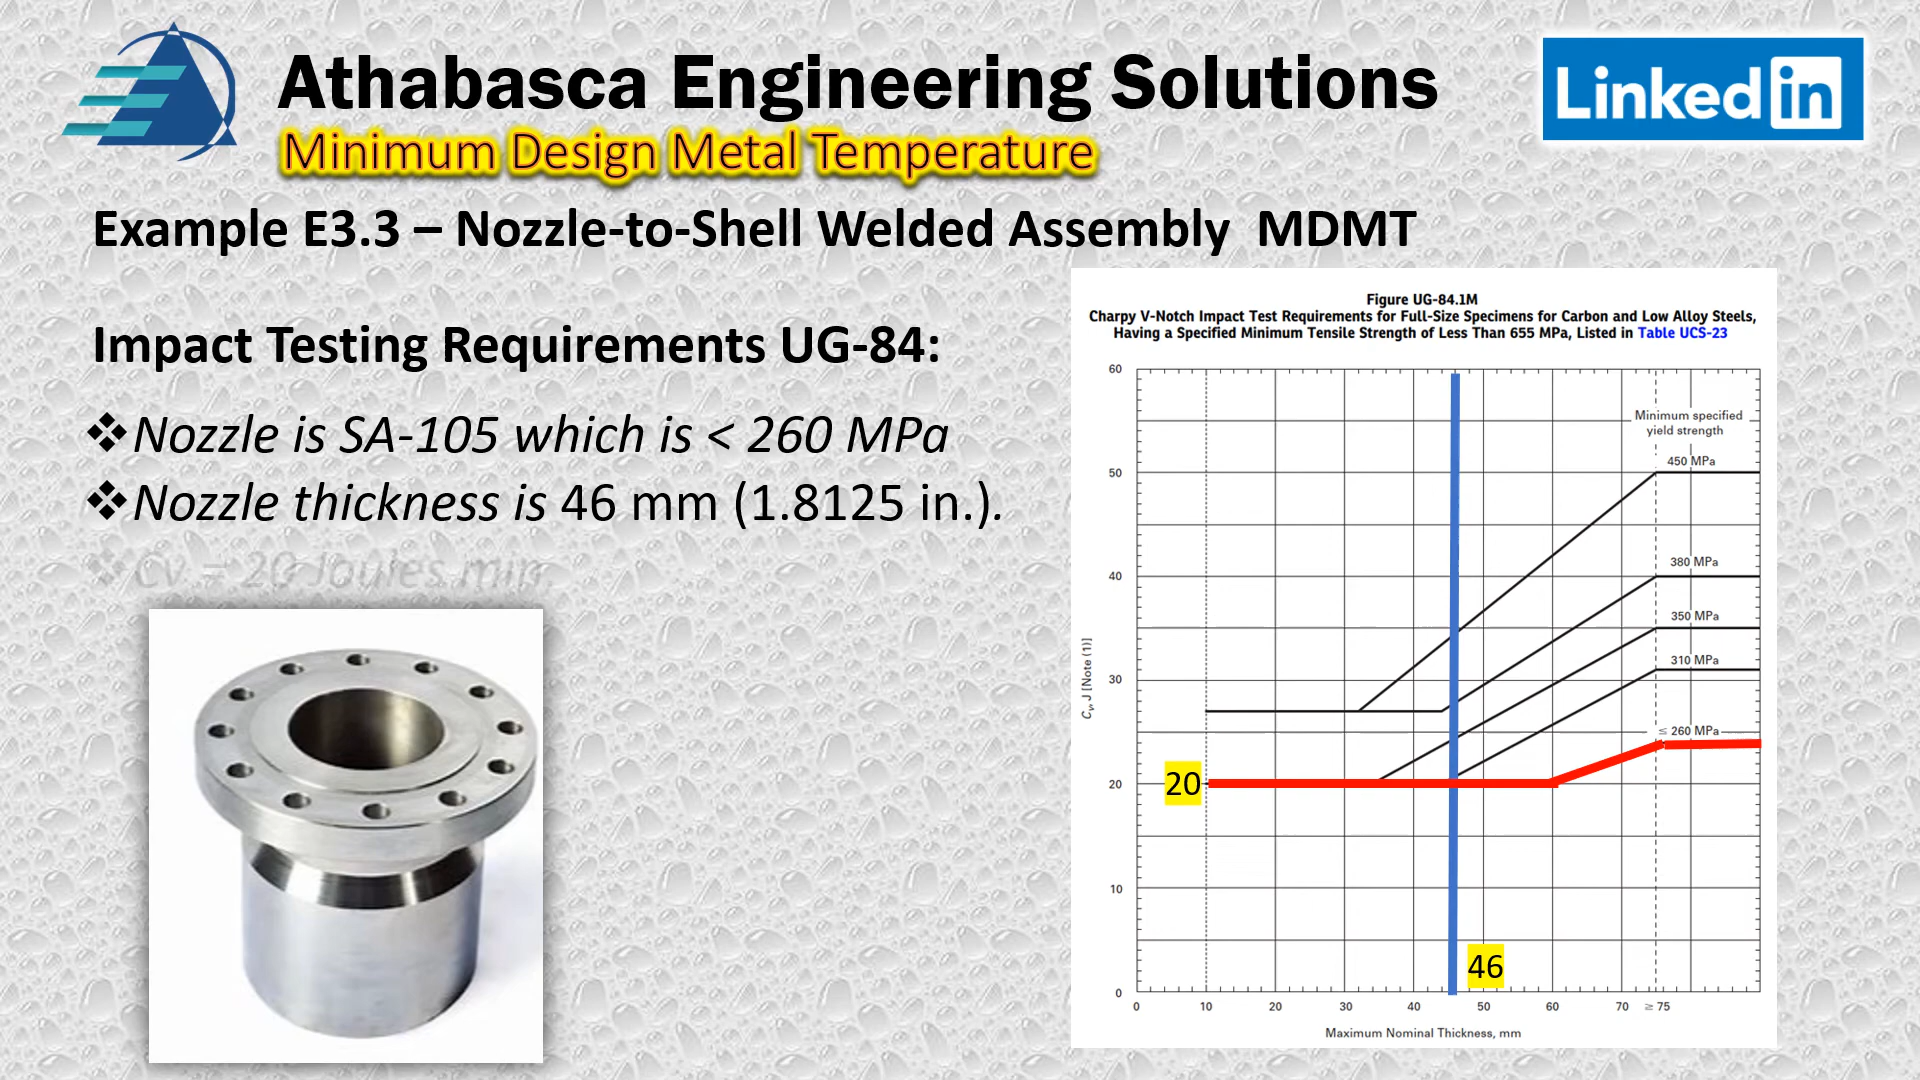 Athabasca Engineering Solutions
Linked in
Minimum Design Metal Temperature
Example E3.3 – Nozzle-to-Shell Welded Assembly MDMT
Impact Testing Requirements UG-84:
❖Nozzle is SA-105 which is < 260 MPa
❖Nozzle thickness is 46 mm (1.8125 in.).
❖Cv = 20 Joules min.
Figure UG-84.1M
Charpy V-Notch Impact Test Requirements for Full-Size Specimens for Carbon and Low Alloy Steels,
Having a Specified Minimum Tensile Strength of Less Than 655 MPa, Listed in Table UCS-23
60
Minimum specified
yield strength
450 MPa
50
380 MPa
40
350 MPa
310 MPa
30
≤ 260 MPa
20
20
10
46
0
0 10 20 30 40 50 60 70 ≥ 75
Cv, J [Note (1)]
Maximum Nominal Thickness, mm